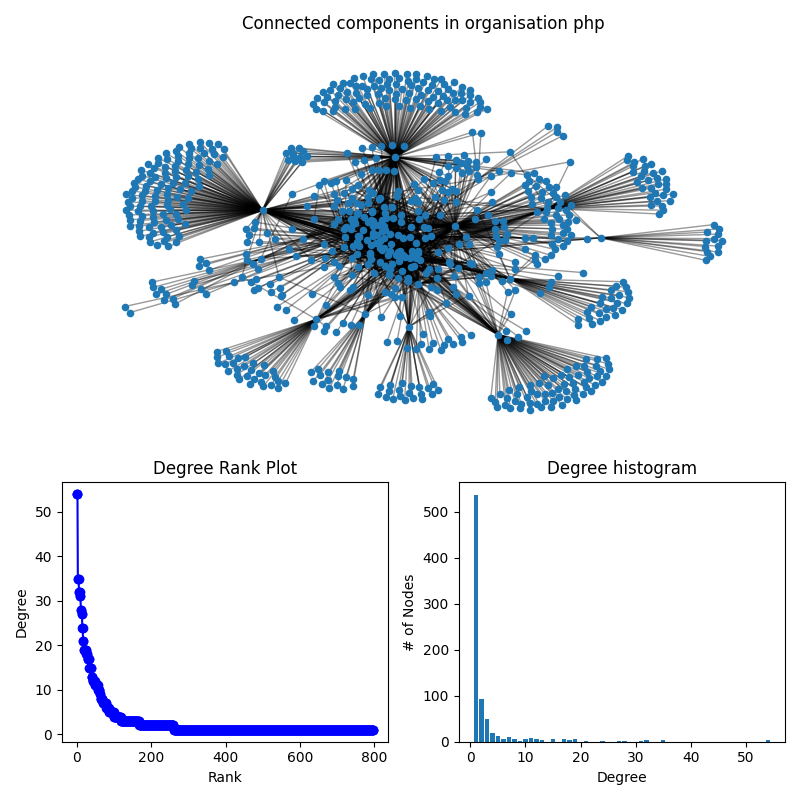 Connected components in organisation php
Degree Rank Plot
Degree
50
40
30
20
10
0
0 200 400 600 800
Rank
Degree histogram
# of Nodes
500
400
300
200
100
0
0 10 20 30 40 50
Degree